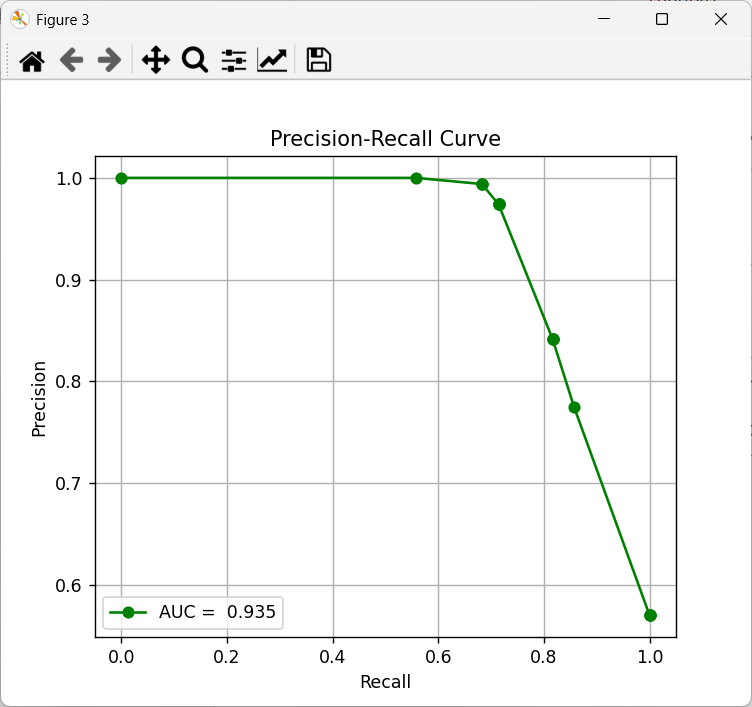 Figure 3
Precision-Recall Curve
1.0
0.9
0.8
0.7
0.6
Precision
AUC =  0.935
0.0 0.2 0.4 0.6 0.8 1.0
Recall